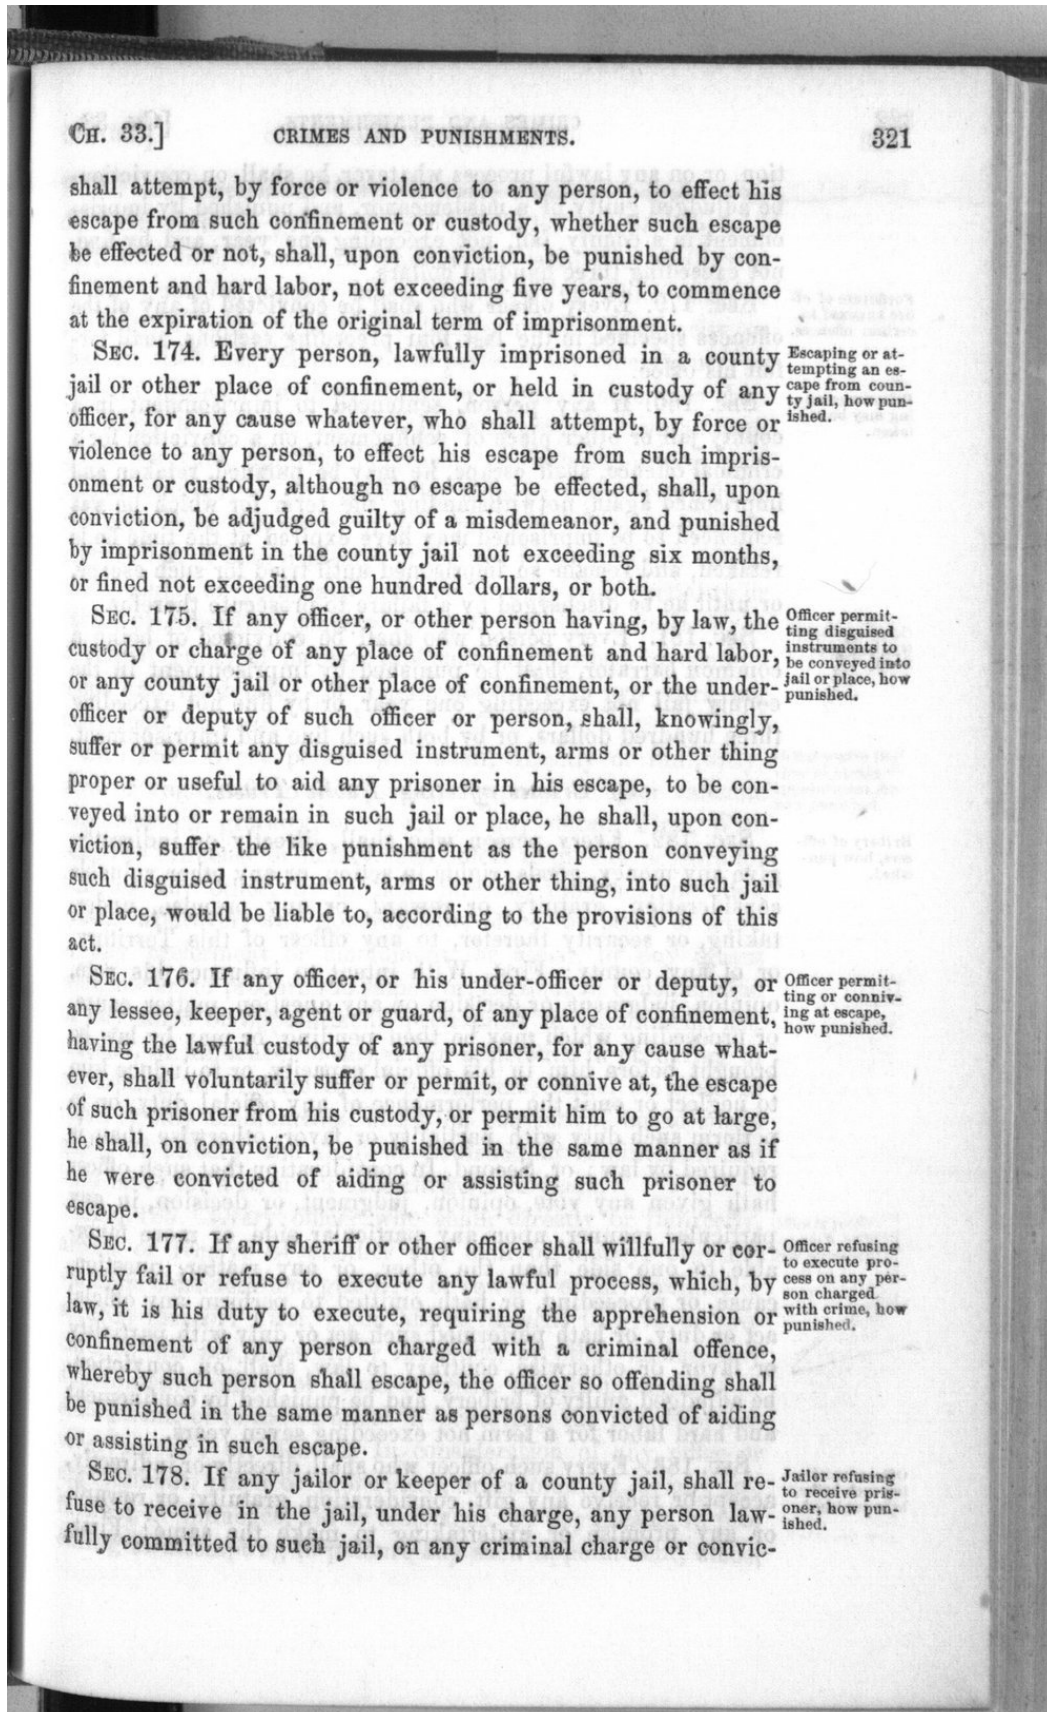 CH. 33.] CRIMES AND PUNISHMENTS. 321
shall attempt, by force or violence to any person, to effect his
escape from such confinement or custody, whether such escape
be effected or not, shall, upon conviction, be punished by con-
finement and hard labor, not exceeding five years, to commence
at the expiration of the original term of imprisonment.
SEC. 174. Every person, lawfully imprisoned in a county
jail or other place of confinement, or held in custody of any
officer, for any cause whatever, who shall attempt, by force or
violence to any person, to effect his escape from such impris-
onment or custody, although no escape be effected, shall, upon
conviction, be adjudged guilty of a misdemeanor, and punished
by imprisonment in the county jail not exceeding six months,
or fined not exceeding one hundred dollars, or both.
Escaping or at-
tempting an es-
cape from coun-
ty jail, how pun-
ished.
SEC. 175. If any officer, or other person having, by law, the
custody or charge of any place of confinement and hard labor,
or any county jail or other place of confinement, or the under-
officer or deputy of such officer or person, shall, knowingly,
suffer or permit any disguised instrument, arms or other thing
proper or useful to aid any prisoner in his escape, to be con-
veyed into or remain in such jail or place, he shall, upon con-
viction, suffer the like punishment as the person conveying
such disguised instrument, arms or other thing, into such jail
or place, would be liable to, according to the provisions of this
act.
Officer permit-
ting disguised
instruments to
be conveyed into
jail or place, how
punished.
SEC. 176. If any officer, or his under-officer or deputy, or
any lessee, keeper, agent or guard, of any place of confinement,
having the lawful custody of any prisoner, for any cause what-
ever, shall voluntarily suffer or permit, or connive at, the escape
of such prisoner from his custody, or permit him to go at large,
he shall, on conviction, be punished in the same manner as if
he were convicted of aiding or assisting such prisoner to
escape.
Officer permit-
ting or conniv-
ing at escape,
how punished.
SEC. 177. If any sheriff or other officer shall willfully or cor-
ruptly fail or refuse to execute any lawful process, which, by
law, it is his duty to execute, requiring the apprehension or
confinement of any person charged with a criminal offence,
whereby such person shall escape, the officer so offending shall
be punished in the same manner as persons convicted of aiding
or assisting in such escape.
Officer refusing
to execute pro-
cess on any per-
son charged
with crime, how
punished.
SEC. 178. If any jailor or keeper of a county jail, shall re-
fuse to receive in the jail, under his charge, any person law-
fully committed to such jail, on any criminal charge or convic-
Jailor refusing
to receive pris-
oner, how pun-
ished.